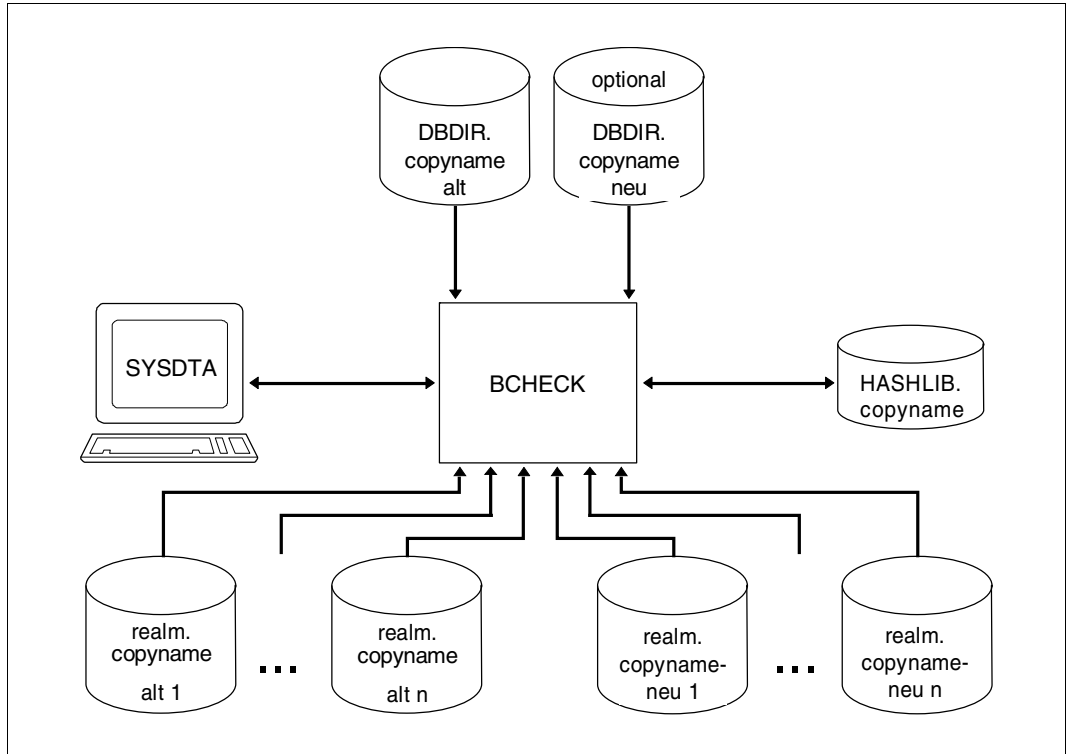 optional
DBDIR.
copyname
alt
DBDIR.
copyname
neu
SYSDTA
BCHECK
HASHLIB.
copyname
realm.
copyname
alt 1
...
realm.
copyname
alt n
realm.
copyname-
neu 1
...
realm.
copyname-
neu n